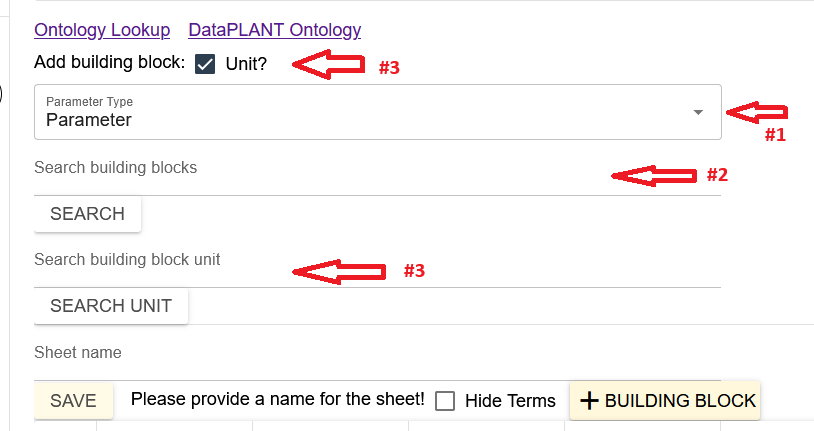 Ontology Lookup DataPLANT Ontology
Add building block: Unit? #3
Parameter Type
Parameter
#1
Search building blocks #2
SEARCH
Search building block unit #3
SEARCH UNIT
Sheet name
SAVE Please provide a name for the sheet! Hide Terms + BUILDING BLOCK